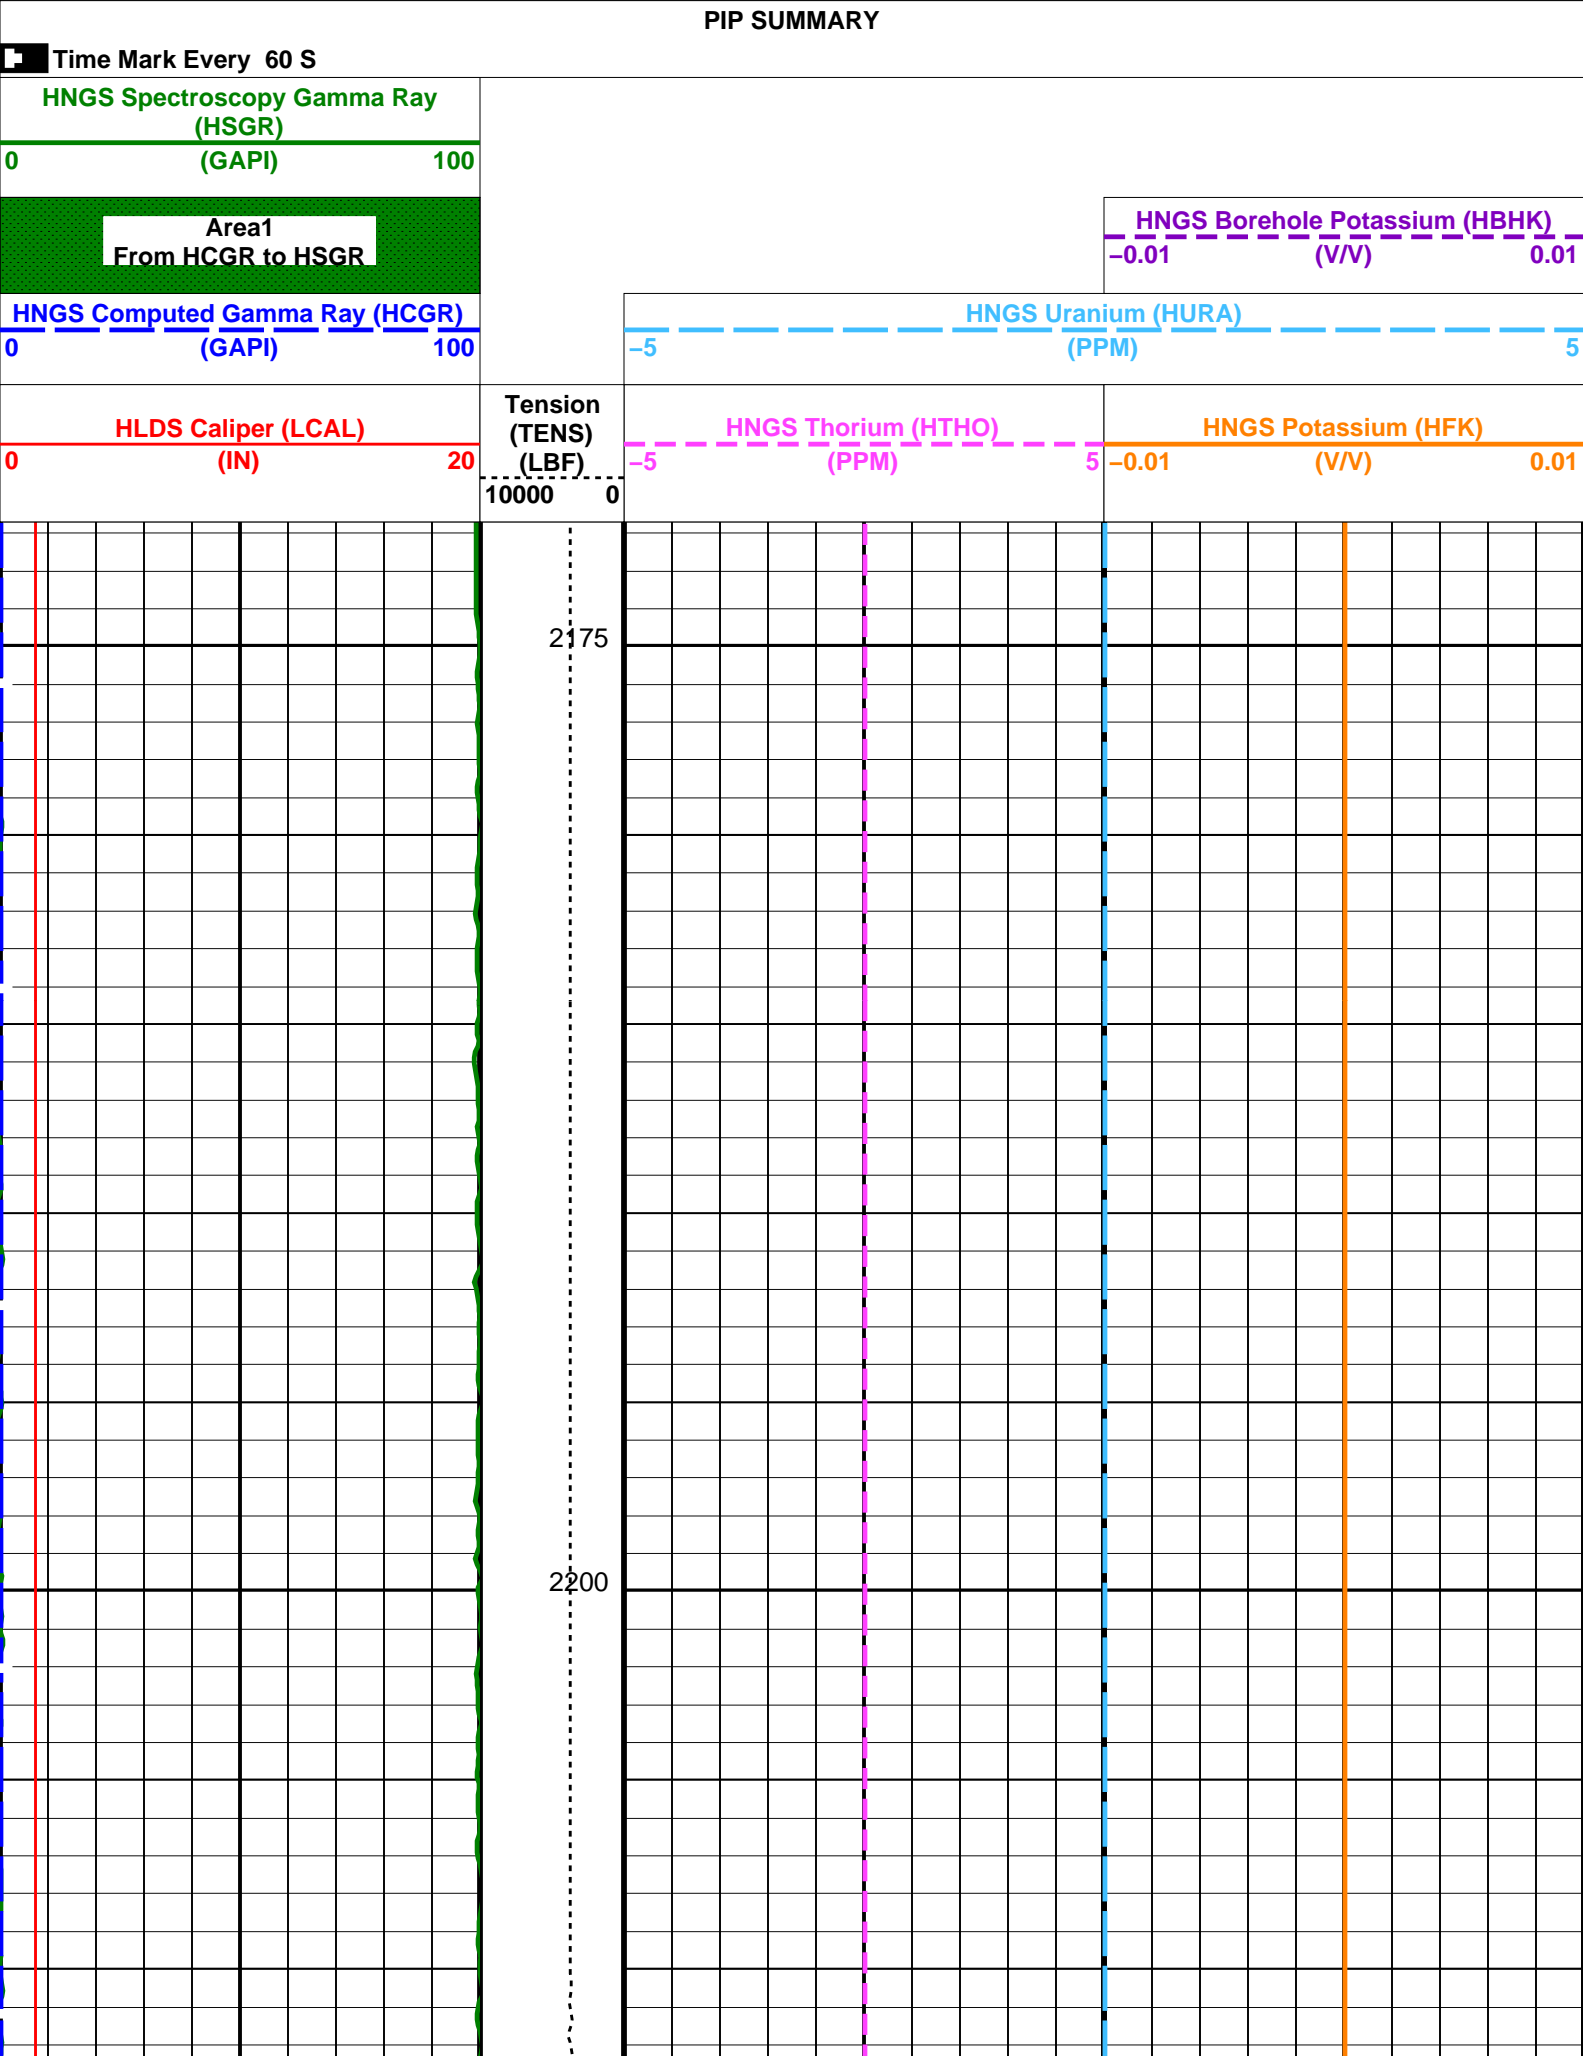 PIP SUMMARY
Time Mark Every 60 S
HNGS Spectroscopy Gamma Ray
(HSGR)
0 (GAPI) 100
Area1
From HCGR to HSGR
HNGS Borehole Potassium (HBHK)
−0.01 (V/V) 0.01
HNGS Computed Gamma Ray (HCGR)
0 (GAPI) 100
HNGS Uranium (HURA)
−5 (PPM) 5
HLDS Caliper (LCAL)
0 (IN) 20
Tension
(TENS)
(LBF)
10000 0
HNGS Thorium (HTHO)
−5 (PPM) 5
HNGS Potassium (HFK)
−0.01 (V/V) 0.01
2175
2200